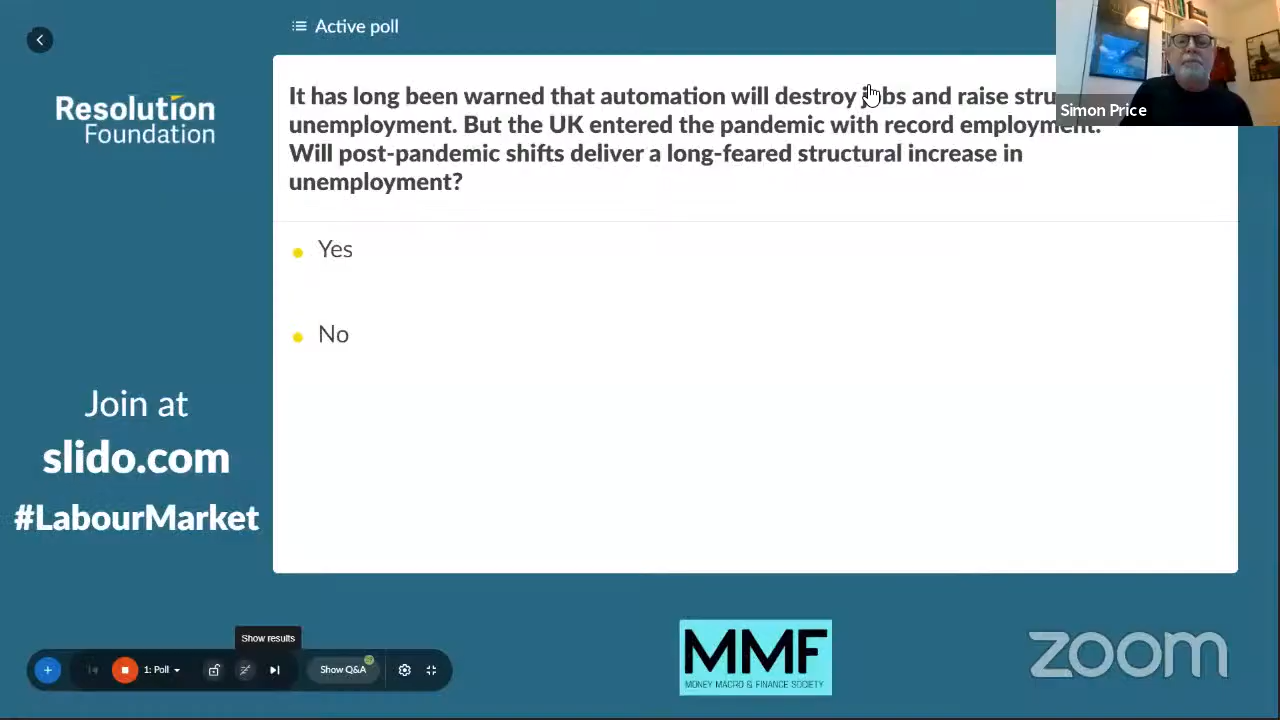 Active poll
Resolution
Foundation
It has long been warned that automation will destroy jobs and raise stru
unemployment. But the UK entered the pandemic with record employment.
Will post-pandemic shifts deliver a long-feared structural increase in
unemployment?
Simon Price
Yes
No
Join at
slido.com
#LabourMarket
Show results
1: Poll
Show Q&A
MMF
MONEY MACRO & FINANCE SOCIETY
zoom